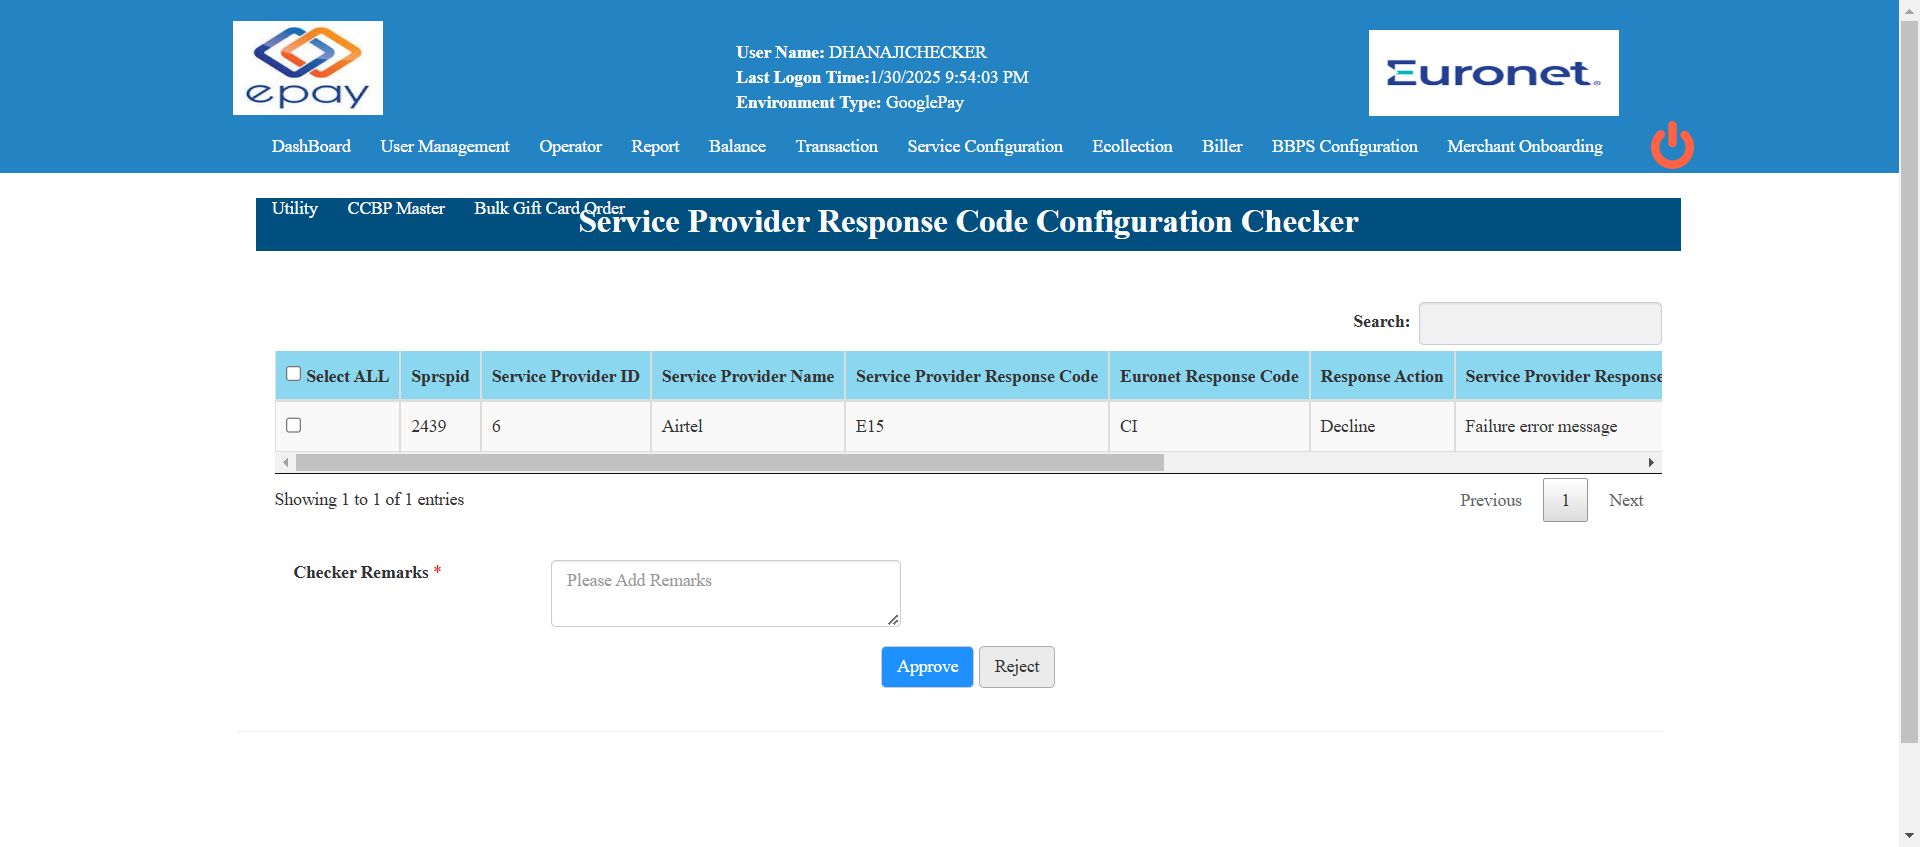 epay
User Name: DHANAJICHECKER
Last Logon Time:1/30/2025 9:54:03 PM
Environment Type: GooglePay
Euronet
DashBoard User Management Operator Report Balance Transaction Service Configuration Ecollection Biller BBPS Configuration Merchant Onboarding
Utility CCBP Master Bulk Gift Card Order
Service Provider Response Code Configuration Checker
Search:
Select ALL Sprspid Service Provider ID Service Provider Name Service Provider Response Code Euronet Response Code Response Action Service Provider Response
2439 6 Airtel E15 CI Decline Failure error message
Showing 1 to 1 of 1 entries
Previous 1 Next
Checker Remarks *
Please Add Remarks
Approve Reject